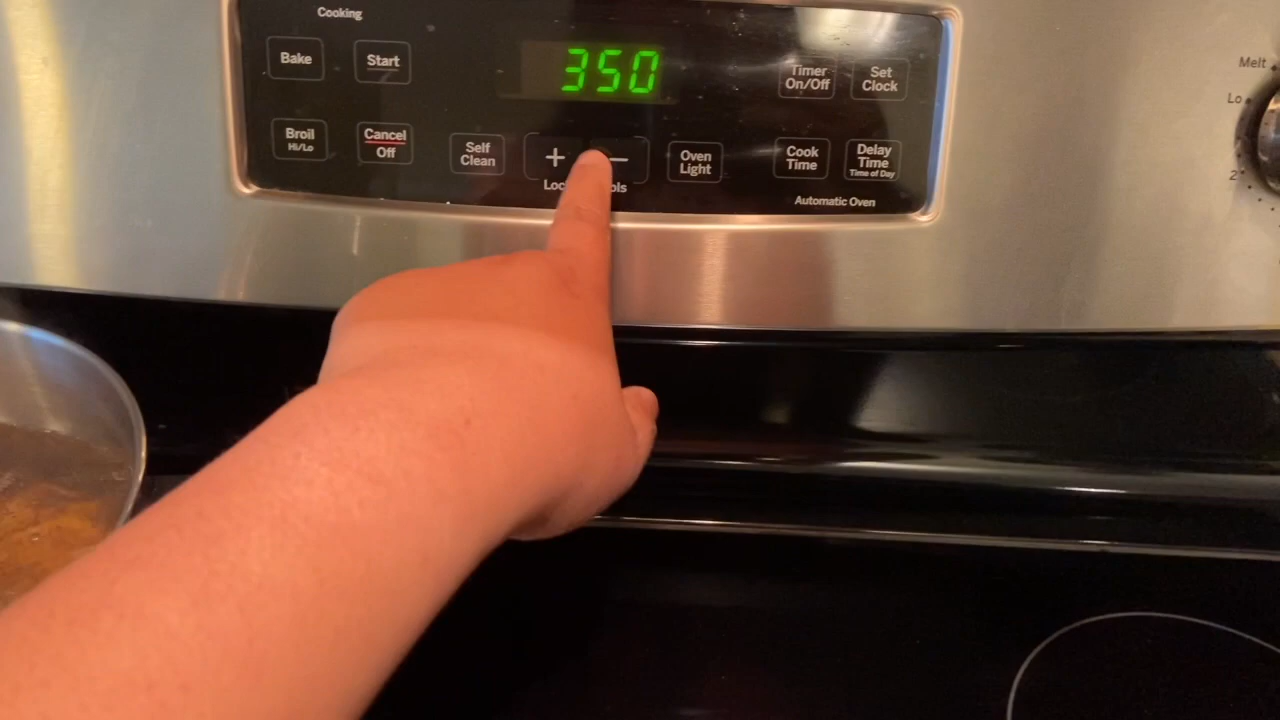 Cooking
Bake
Start
350
Timer
On/Off
Set
Clock
Broil
Hi/Lo
Cancel
Off
Self
Clean
+
−
Oven
Light
Cook
Time
Delay
Time
Time of Day
Automatic Oven
Melt
Lo
2